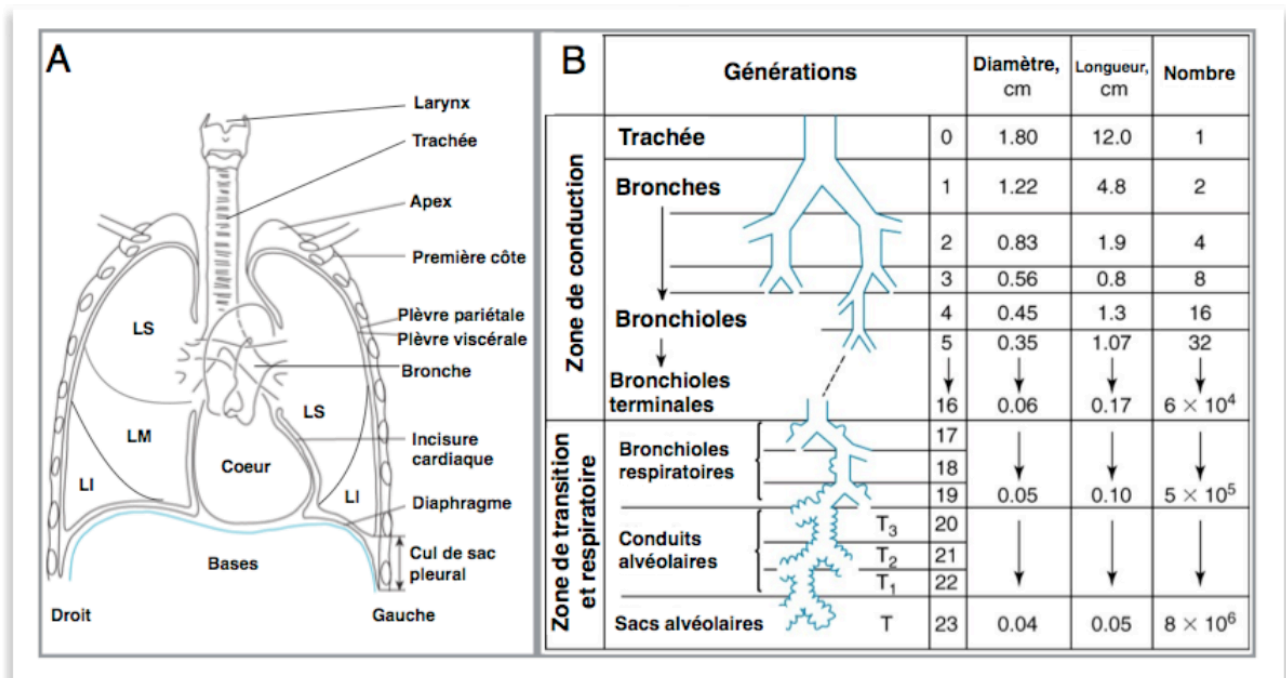 A
Larynx
Trachée
Apex
Première côte
Plèvre pariétale
Plèvre viscérale
Bronche
Incisure
cardiaque
Diaphragme
Cul de sac
pleural
LS
LS
LM
LI
LI
Coeur
Bases
Droit
Gauche
B
Générations
Diamètre,
cm
Longueur,
cm
Nombre
Zone de conduction
Trachée 0 1.80 12.0 1
Bronches 1 1.22 4.8 2
2 0.83 1.9 4
3 0.56 0.8 8
Bronchioles 4 0.45 1.3 16
5 0.35 1.07 32
Bronchioles
terminales 16 0.06 0.17 6 × 10⁴
Zone de transition
et respiratoire
Bronchioles
respiratoires
17
18
19 0.05 0.10 5 × 10⁵
Conduits
alvéolaires
T₃ 20
T₂ 21
T₁ 22
Sacs alvéolaires T 23 0.04 0.05 8 × 10⁶